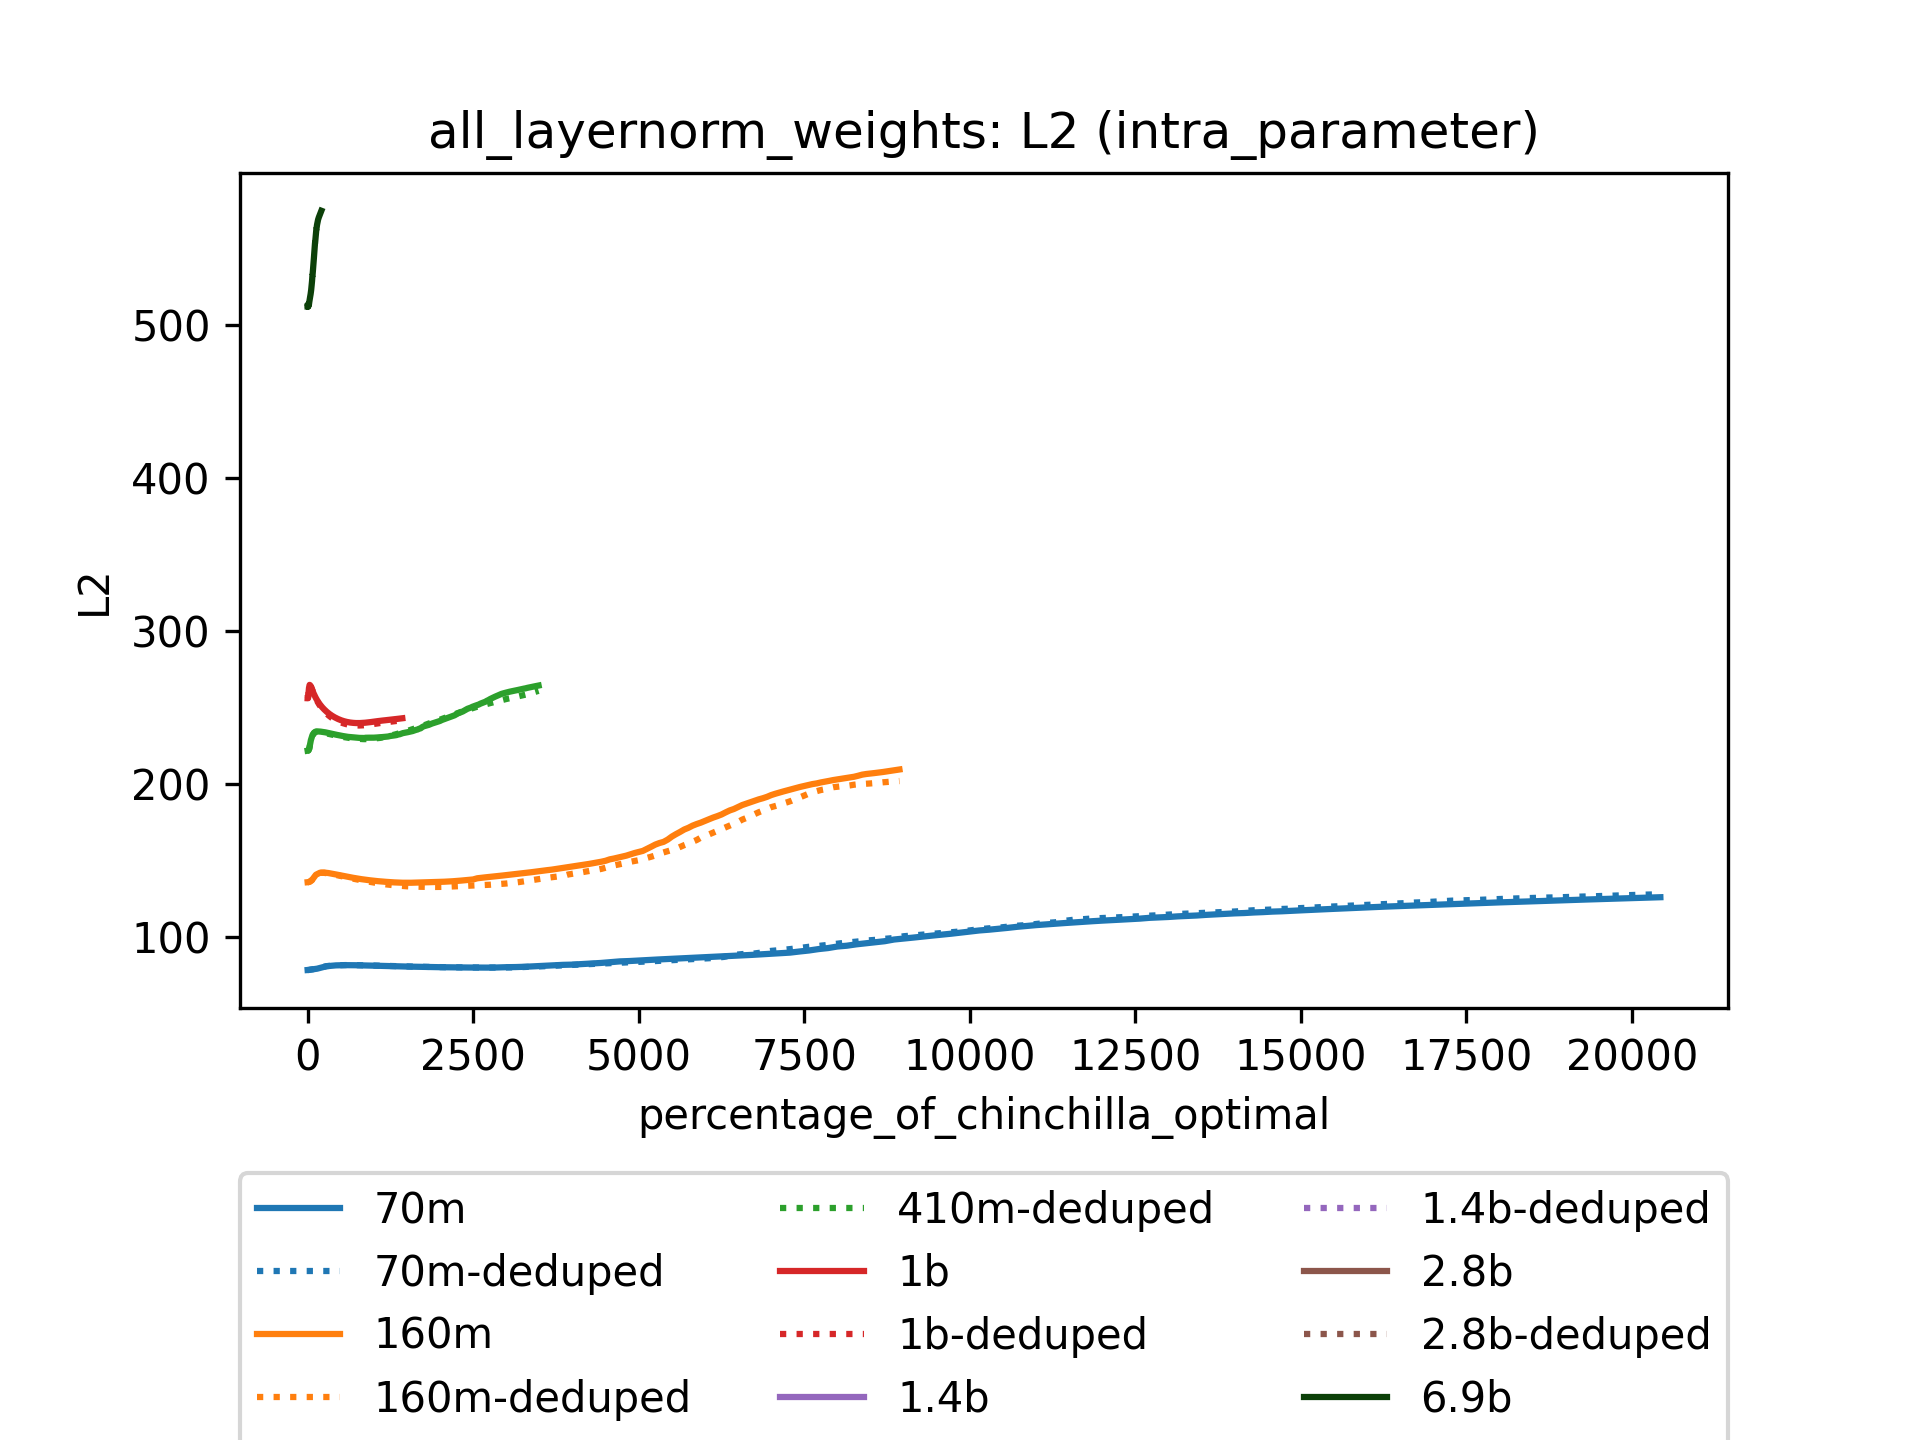 all_layernorm_weights: L2 (intra_parameter)
500
400
300
200
100
L2
0 2500 5000 7500 10000 12500 15000 17500 20000
percentage_of_chinchilla_optimal
70m
70m-deduped
160m
160m-deduped
410m-deduped
1b
1b-deduped
1.4b
1.4b-deduped
2.8b
2.8b-deduped
6.9b